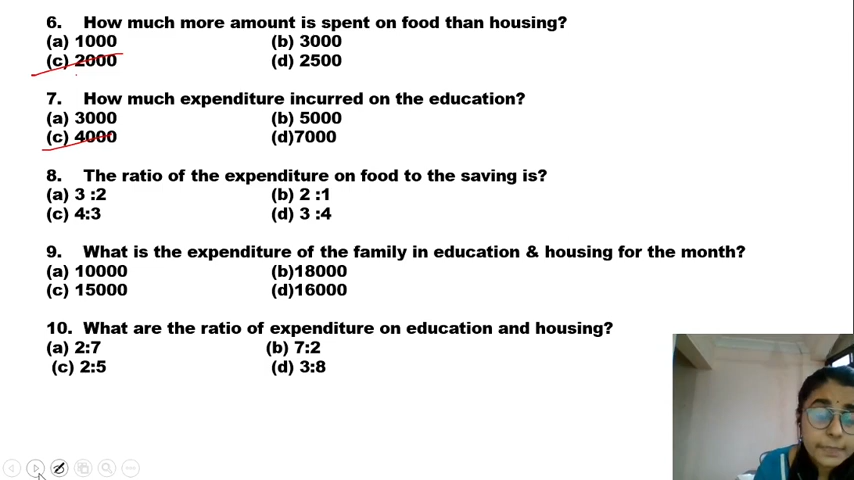 6. How much more amount is spent on food than housing?
(a) 1000 (b) 3000
(c) 2000 (d) 2500
7. How much expenditure incurred on the education?
(a) 3000 (b) 5000
(c) 4000 (d)7000
8. The ratio of the expenditure on food to the saving is?
(a) 3 :2 (b) 2 :1
(c) 4:3 (d) 3 :4
9. What is the expenditure of the family in education & housing for the month?
(a) 10000 (b)18000
(c) 15000 (d)16000
10. What are the ratio of expenditure on education and housing?
(a) 2:7 (b) 7:2
(c) 2:5 (d) 3:8